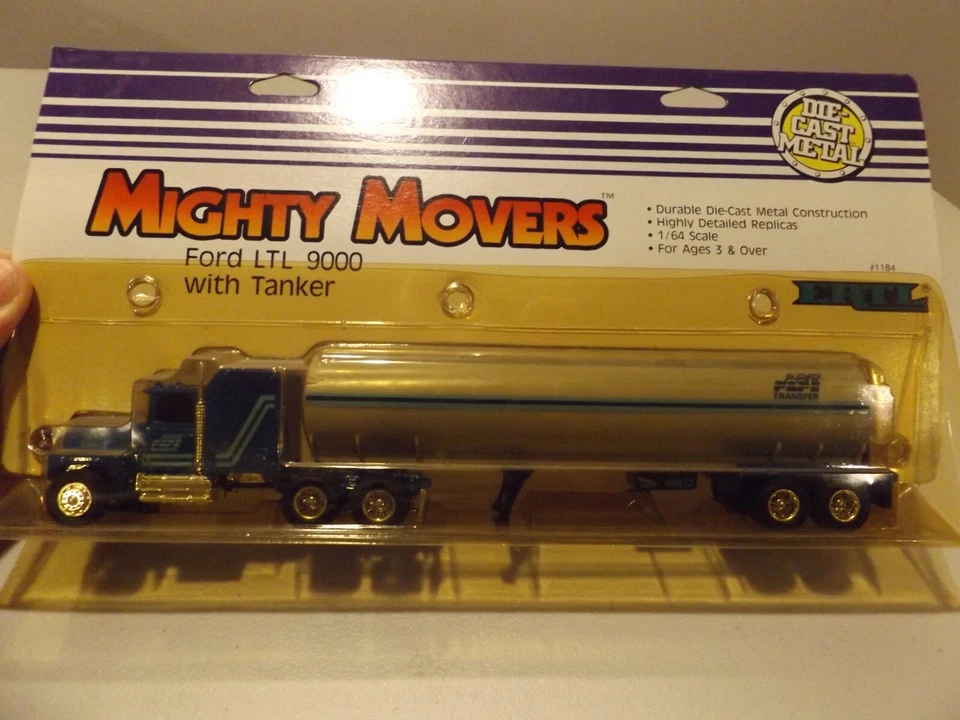 DIE-
CAST
METAL
MIGHTY MOVERS™
Ford LTL 9000
with Tanker
• Durable Die-Cast Metal Construction
• Highly Detailed Replicas
• 1/64 Scale
• For Ages 3 & Over
#1184
ERTL®
TRANSFER